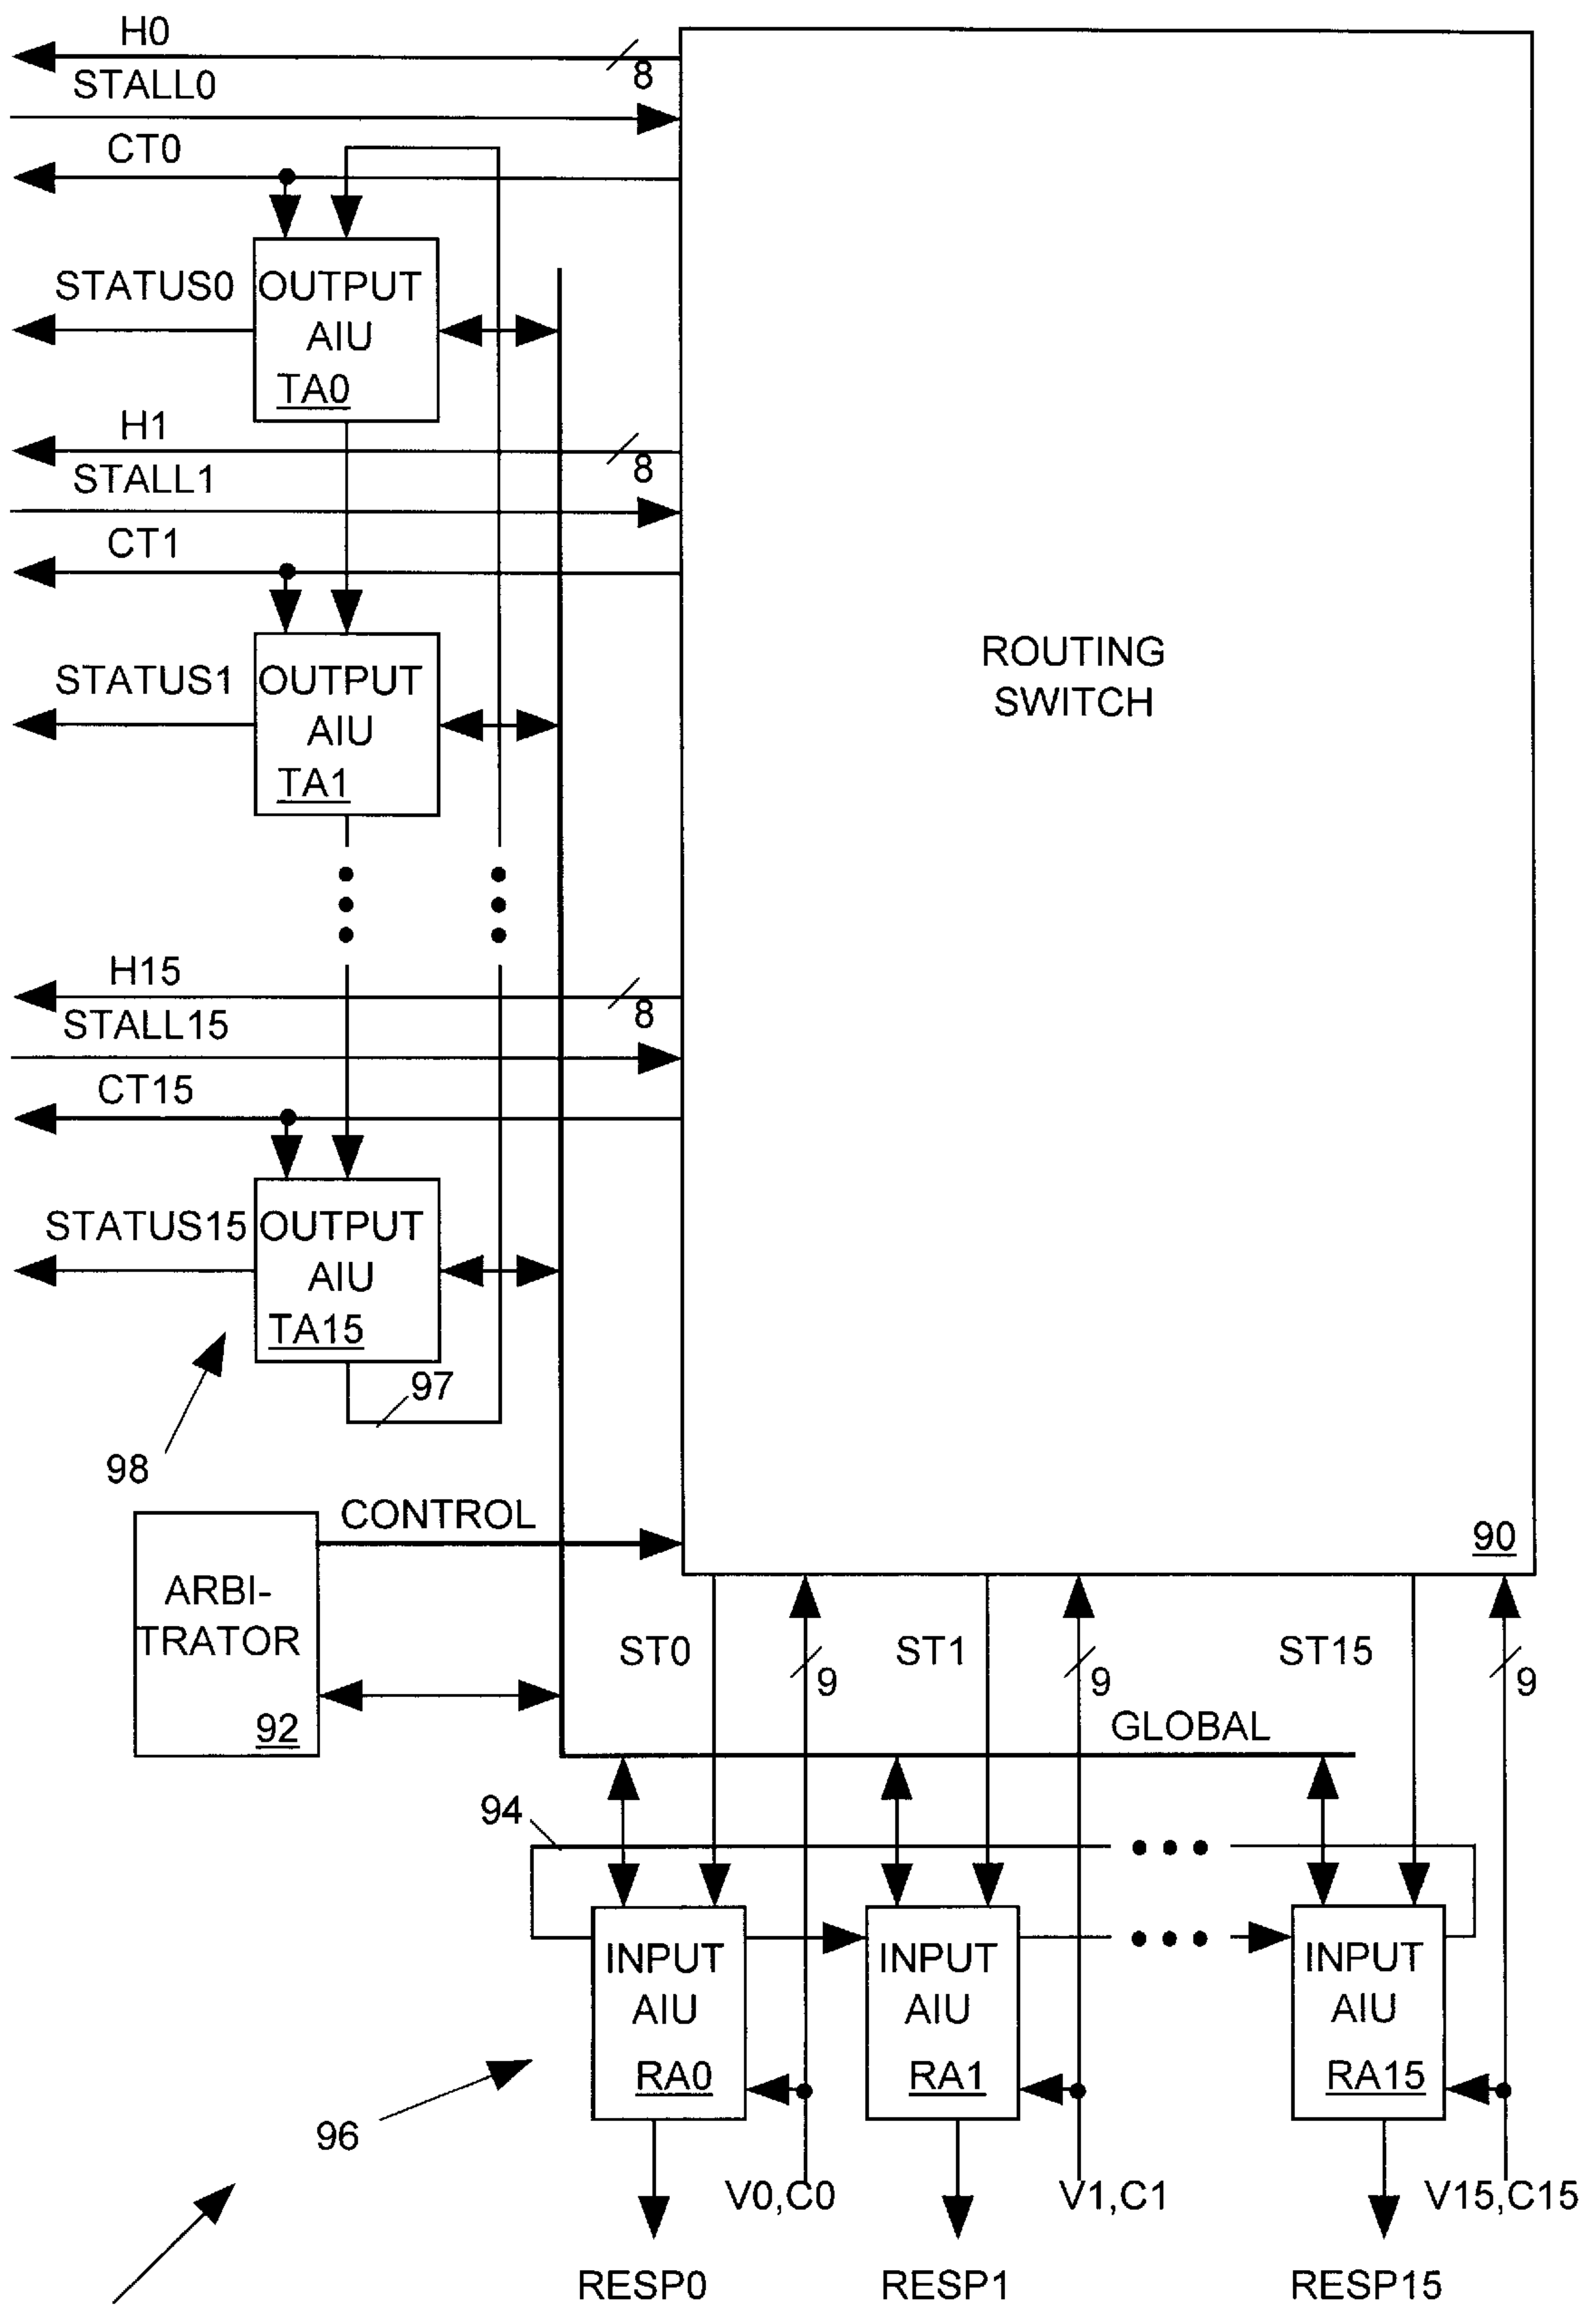 H0
8
STALL0
CT0
STATUS0
OUTPUT
AIU
TA0
H1
8
STALL1
CT1
STATUS1
OUTPUT
AIU
TA1
ROUTING
SWITCH
H15
8
STALL15
CT15
STATUS15
OUTPUT
AIU
TA15
97
98
CONTROL
90
ARBI-
TRATOR
92
ST0
9
ST1
9
ST15
9
GLOBAL
94
INPUT
AIU
RA0
INPUT
AIU
RA1
INPUT
AIU
RA15
96
V0,C0
V1,C1
V15,C15
RESP0
RESP1
RESP15